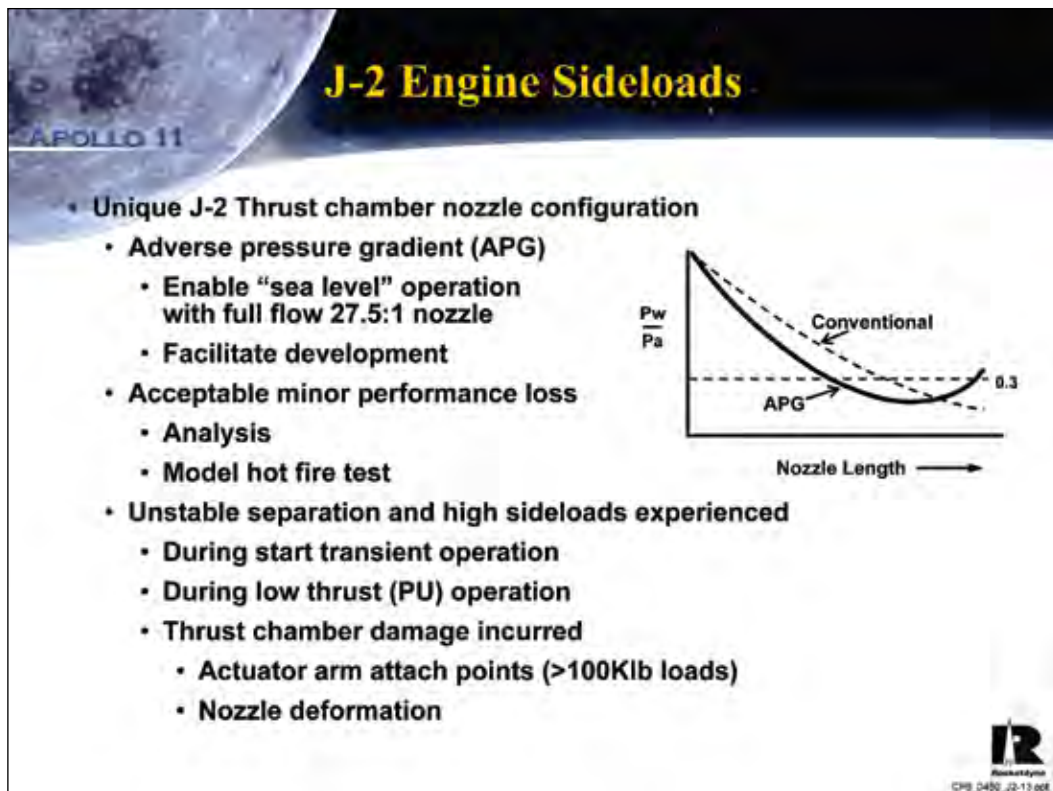 J-2 Engine Sideloads
APOLLO 11
• Unique J-2 Thrust chamber nozzle configuration
• Adverse pressure gradient (APG)
• Enable “sea level” operation
with full flow 27.5:1 nozzle
• Facilitate development
• Acceptable minor performance loss
• Analysis
• Model hot fire test
• Unstable separation and high sideloads experienced
• During start transient operation
• During low thrust (PU) operation
• Thrust chamber damage incurred
• Actuator arm attach points (>100Klb loads)
• Nozzle deformation
Pw
Pa
Conventional
0.3
APG
Nozzle Length
Rocketdyne